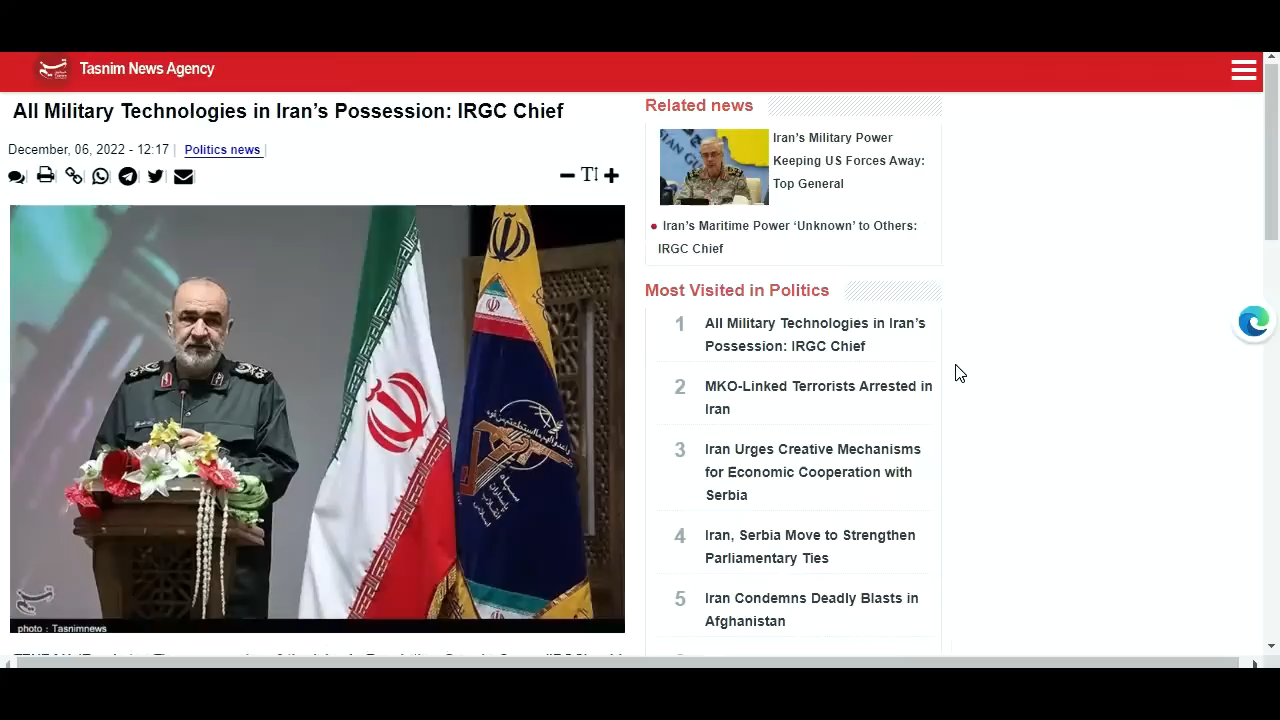 Tasnim News Agency
All Military Technologies in Iran’s Possession: IRGC Chief
December, 06, 2022 - 12:17
Politics news
photo : Tasnimnews
Related news
Iran’s Military Power
Keeping US Forces Away:
Top General
Iran’s Maritime Power ‘Unknown’ to Others:
IRGC Chief
Most Visited in Politics
1 All Military Technologies in Iran’s
Possession: IRGC Chief
2 MKO-Linked Terrorists Arrested in
Iran
3 Iran Urges Creative Mechanisms
for Economic Cooperation with
Serbia
4 Iran, Serbia Move to Strengthen
Parliamentary Ties
5 Iran Condemns Deadly Blasts in
Afghanistan